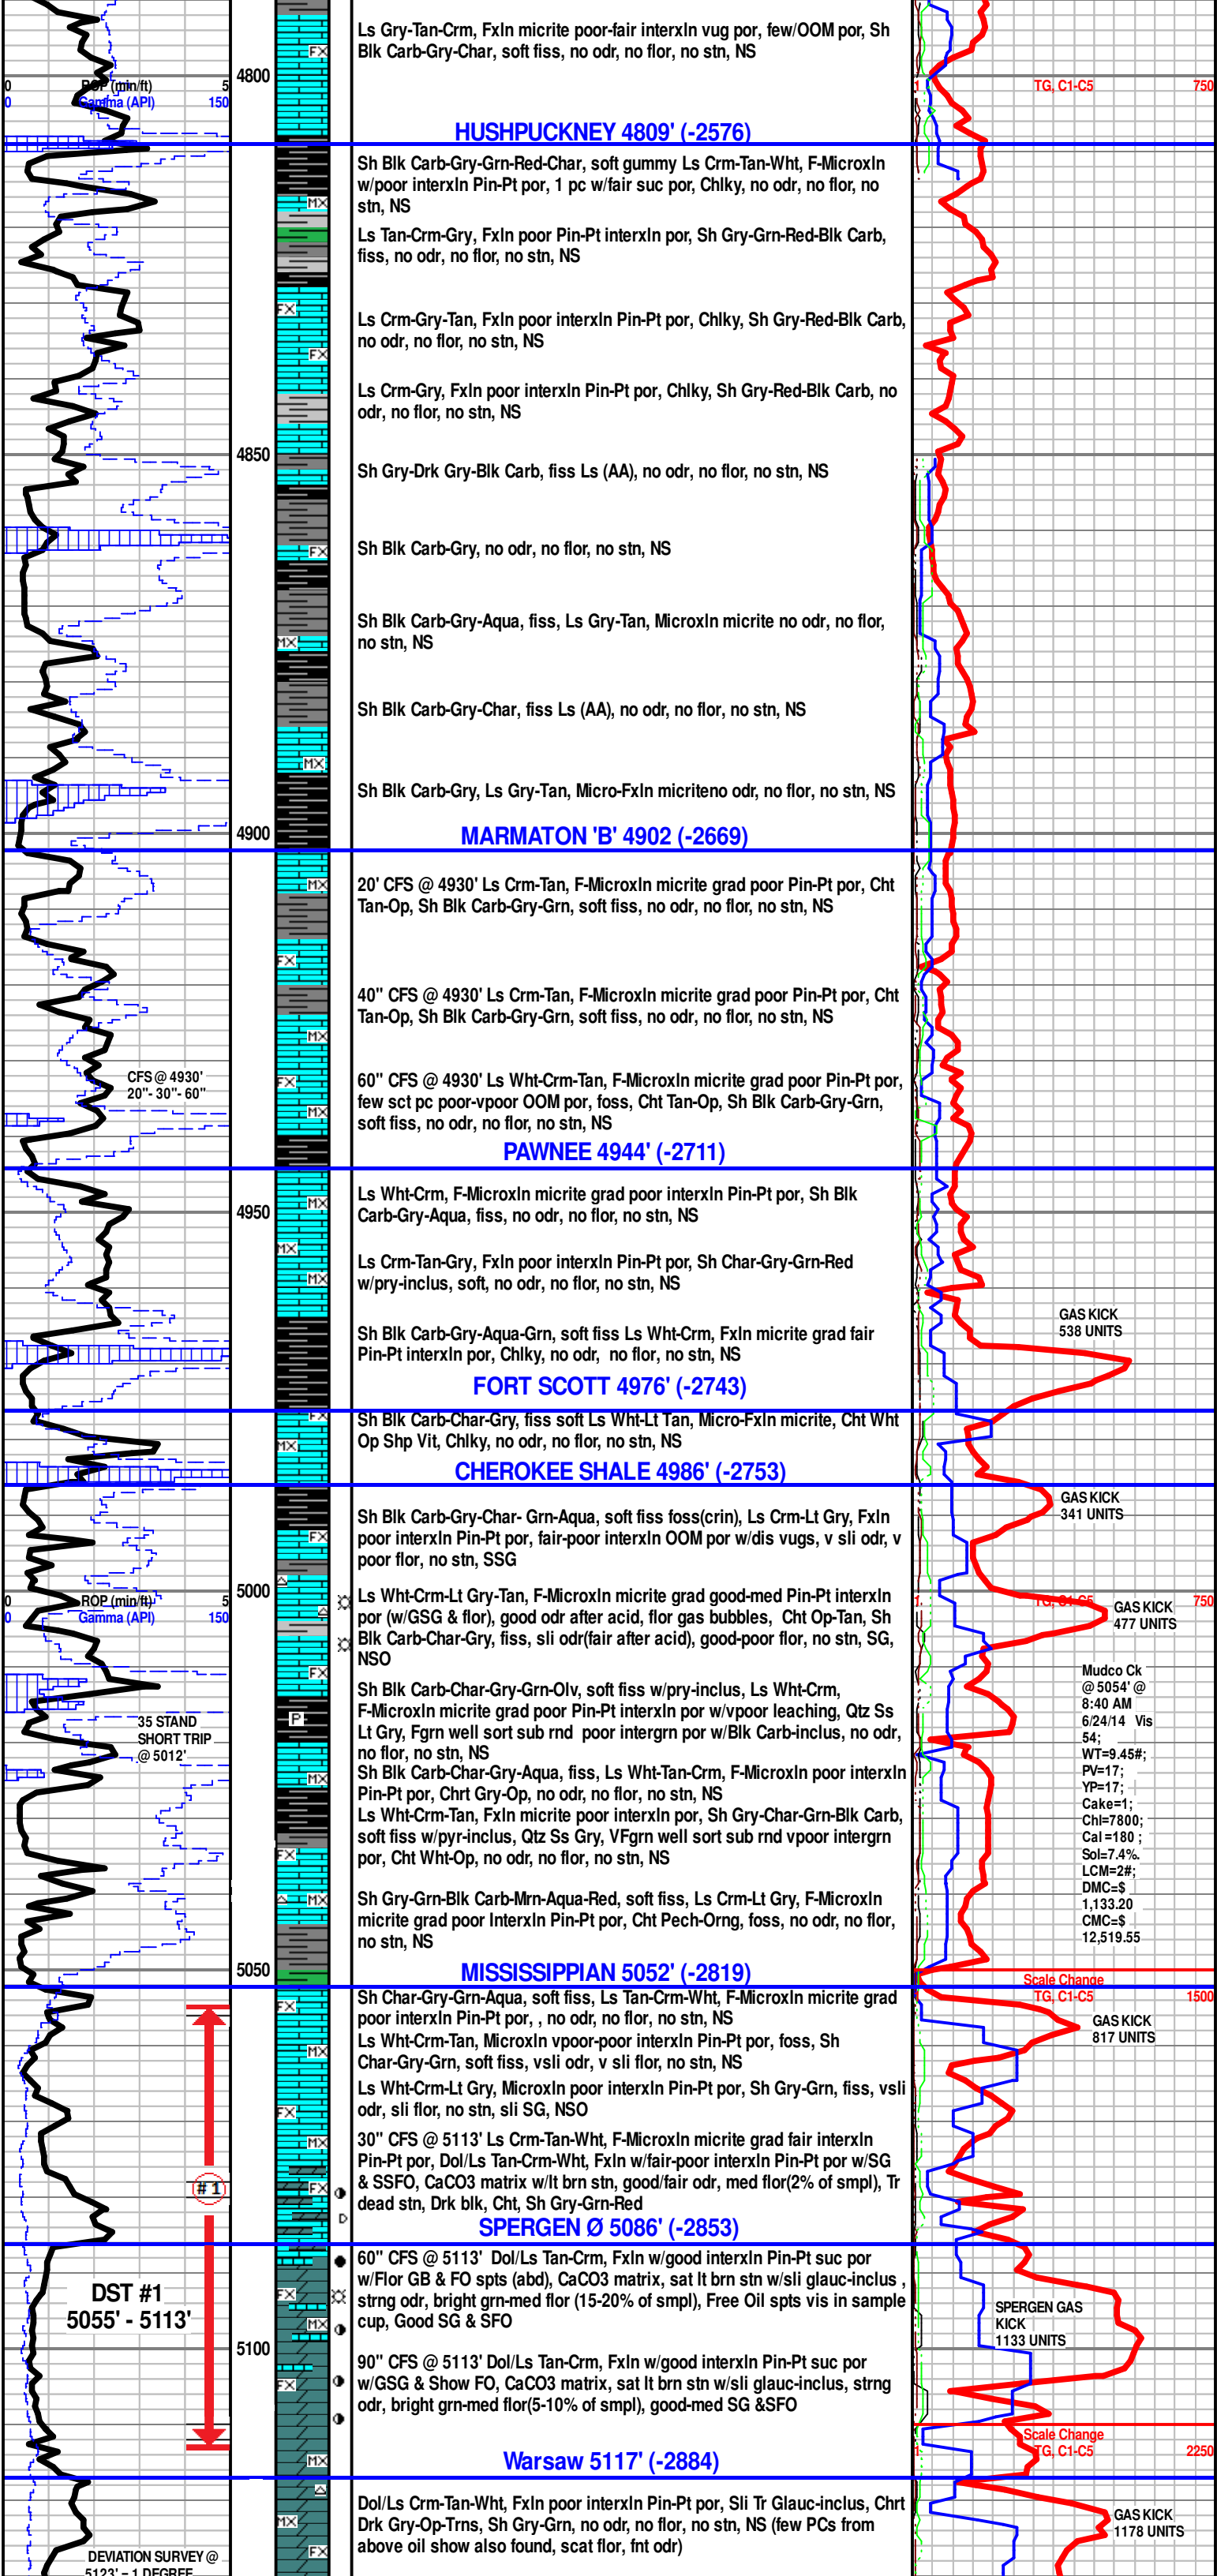 Ls Gry-Tan-Crm, Fxln micrite poor-fair interxln vug por, few/OOM por, Sh
Blk Carb-Gry-Char, soft fiss, no odr, no flor, no stn, NS
4800
0 ROP (min/ft) 5
0 Gamma (API) 150
1 TG, C1-C5 750
HUSHPUCKNEY 4809' (-2576)
Sh Blk Carb-Gry-Grn-Red-Char, soft gummy Ls Crm-Tan-Wht, F-Microxln
w/poor interxln Pin-Pt por, 1 pc w/fair suc por, Chlky, no odr, no flor, no
stn, NS
Ls Tan-Crm-Gry, Fxln poor Pin-Pt interxln por, Sh Gry-Grn-Red-Blk Carb,
fiss, no odr, no flor, no stn, NS
Ls Crm-Gry-Tan, Fxln poor interxln Pin-Pt por, Chlky, Sh Gry-Red-Blk Carb,
no odr, no flor, no stn, NS
Ls Crm-Gry, Fxln poor interxln Pin-Pt por, Chlky, Sh Gry-Red-Blk Carb, no
odr, no flor, no stn, NS
4850
Sh Gry-Drk Gry-Blk Carb, fiss Ls (AA), no odr, no flor, no stn, NS
Sh Blk Carb-Gry, no odr, no flor, no stn, NS
Sh Blk Carb-Gry-Aqua, fiss, Ls Gry-Tan, Microxln micrite no odr, no flor,
no stn, NS
Sh Blk Carb-Gry-Char, fiss Ls (AA), no odr, no flor, no stn, NS
Sh Blk Carb-Gry, Ls Gry-Tan, Micro-Fxln micriteno odr, no flor, no stn, NS
4900
MARMATON 'B' 4902 (-2669)
20' CFS @ 4930' Ls Crm-Tan, F-Microxln micrite grad poor Pin-Pt por, Cht
Tan-Op, Sh Blk Carb-Gry-Grn, soft fiss, no odr, no flor, no stn, NS
40" CFS @ 4930' Ls Crm-Tan, F-Microxln micrite grad poor Pin-Pt por, Cht
Tan-Op, Sh Blk Carb-Gry-Grn, soft fiss, no odr, no flor, no stn, NS
CFS @ 4930'
20"- 30"- 60"
60" CFS @ 4930' Ls Wht-Crm-Tan, F-Microxln micrite grad poor Pin-Pt por,
few sct pc poor-vpoor OOM por, foss, Cht Tan-Op, Sh Blk Carb-Gry-Grn,
soft fiss, no odr, no flor, no stn, NS
PAWNEE 4944' (-2711)
Ls Wht-Crm, F-Microxln micrite grad poor interxln Pin-Pt por, Sh Blk
Carb-Gry-Aqua, fiss, no odr, no flor, no stn, NS
4950
Ls Crm-Tan-Gry, Fxln poor interxln Pin-Pt por, Sh Char-Gry-Grn-Red
w/pry-inclus, soft, no odr, no flor, no stn, NS
GAS KICK
538 UNITS
Sh Blk Carb-Gry-Aqua-Grn, soft fiss Ls Wht-Crm, Fxln micrite grad fair
Pin-Pt interxln por, Chlky, no odr, no flor, no stn, NS
FORT SCOTT 4976' (-2743)
Sh Blk Carb-Char-Gry, fiss soft Ls Wht-Lt Tan, Micro-Fxln micrite, Cht Wht
Op Shp Vit, Chlky, no odr, no flor, no stn, NS
CHEROKEE SHALE 4986' (-2753)
GAS KICK
341 UNITS
Sh Blk Carb-Gry-Char- Grn-Aqua, soft fiss foss(crin), Ls Crm-Lt Gry, Fxln
poor interxln Pin-Pt por, fair-poor interxln OOM por w/dis vugs, v sli odr, v
poor flor, no stn, SSG
5000
0 ROP (min/ft) 5
0 Gamma (API) 150
1 TG, C1-C5 750
GAS KICK
477 UNITS
Ls Wht-Crm-Lt Gry-Tan, F-Microxln micrite grad good-med Pin-Pt interxln
por (w/GSG & flor), good odr after acid, flor gas bubbles, Cht Op-Tan, Sh
Blk Carb-Char-Gry, fiss, sli odr(fair after acid), good-poor flor, no stn, SG,
NSO
Sh Blk Carb-Char-Gry-Grn-Olv, soft fiss w/pry-inclus, Ls Wht-Crm,
F-Microxln micrite grad poor Pin-Pt interxln por w/vpoor leaching, Qtz Ss
Lt Gry, Fgrn well sort sub rnd poor intergrn por w/Blk Carb-inclus, no odr,
no flor, no stn, NS
35 STAND
SHORT TRIP
@ 5012'
Mudco Ck
@ 5054' @
8:40 AM
6/24/14 Vis
54;
WT=9.45#;
PV=17;
YP=17;
Cake=1;
Chl=7800;
Cal =180 ;
Sol=7.4%.
LCM=2#;
DMC=$
1,133.20
CMC=$
12,519.55
Sh Blk Carb-Char-Gry-Aqua, fiss, Ls Wht-Tan-Crm, F-Microxln poor interxln
Pin-Pt por, Chrt Gry-Op, no odr, no flor, no stn, NS
Ls Wht-Crm-Tan, Fxln micrite poor interxln por, Sh Gry-Char-Grn-Blk Carb,
soft fiss w/pyr-inclus, Qtz Ss Gry, VFgrn well sort sub rnd vpoor intergrn
por, Cht Wht-Op, no odr, no flor, no stn, NS
Sh Gry-Grn-Blk Carb-Mrn-Aqua-Red, soft fiss, Ls Crm-Lt Gry, F-Microxln
micrite grad poor Interxln Pin-Pt por, Cht Pech-Orng, foss, no odr, no flor,
no stn, NS
5050
MISSISSIPPIAN 5052' (-2819)
Scale Change
1 TG, C1-C5 1500
Sh Char-Gry-Grn-Aqua, soft fiss, Ls Tan-Crm-Wht, F-Microxln micrite grad
poor interxln Pin-Pt por, , no odr, no flor, no stn, NS
GAS KICK
817 UNITS
Ls Wht-Crm-Tan, Microxln vpoor-poor interxln Pin-Pt por, foss, Sh
Char-Gry-Grn, soft fiss, vsli odr, v sli flor, no stn, NS
Ls Wht-Crm-Lt Gry, Microxln poor interxln Pin-Pt por, Sh Gry-Grn, fiss, vsli
odr, sli flor, no stn, sli SG, NSO
30" CFS @ 5113' Ls Crm-Tan-Wht, F-Microxln micrite grad fair interxln
Pin-Pt por, Dol/Ls Tan-Crm-Wht, Fxln w/fair-poor interxln Pin-Pt por w/SG
& SSFO, CaCO3 matrix w/lt brn stn, good/fair odr, med flor(2% of smpl), Tr
dead stn, Drk blk, Cht, Sh Gry-Grn-Red
# 1
SPERGEN Ø 5086' (-2853)
60" CFS @ 5113' Dol/Ls Tan-Crm, Fxln w/good interxln Pin-Pt suc por
w/Flor GB & FO spts (abd), CaCO3 matrix, sat lt brn stn w/sli glauc-inclus ,
strng odr, bright grn-med flor (15-20% of smpl), Free Oil spts vis in sample
cup, Good SG & SFO
DST #1
5055' - 5113'
SPERGEN GAS
KICK
1133 UNITS
5100
90" CFS @ 5113' Dol/Ls Tan-Crm, Fxln w/good interxln Pin-Pt suc por
w/GSG & Show FO, CaCO3 matrix, sat lt brn stn w/sli glauc-inclus, strng
odr, bright grn-med flor(5-10% of smpl), good-med SG &SFO
Scale Change
1 TG, C1-C5 2250
Warsaw 5117' (-2884)
Dol/Ls Crm-Tan-Wht, Fxln poor interxln Pin-Pt por, Sli Tr Glauc-inclus, Chrt
Drk Gry-Op-Trns, Sh Gry-Grn, no odr, no flor, no stn, NS (few PCs from
above oil show also found, scat flor, fnt odr)
GAS KICK
1178 UNITS
DEVIATION SURVEY @
5123' = 1 DEGREE